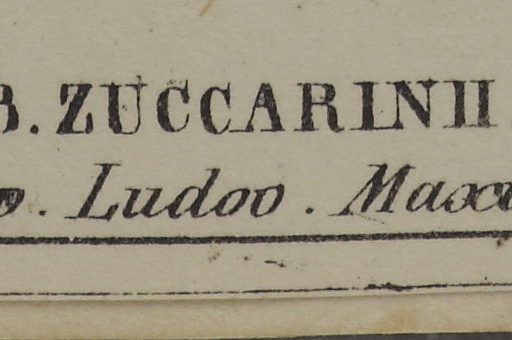 B. ZUCCARINII.
o. Ludov. Max